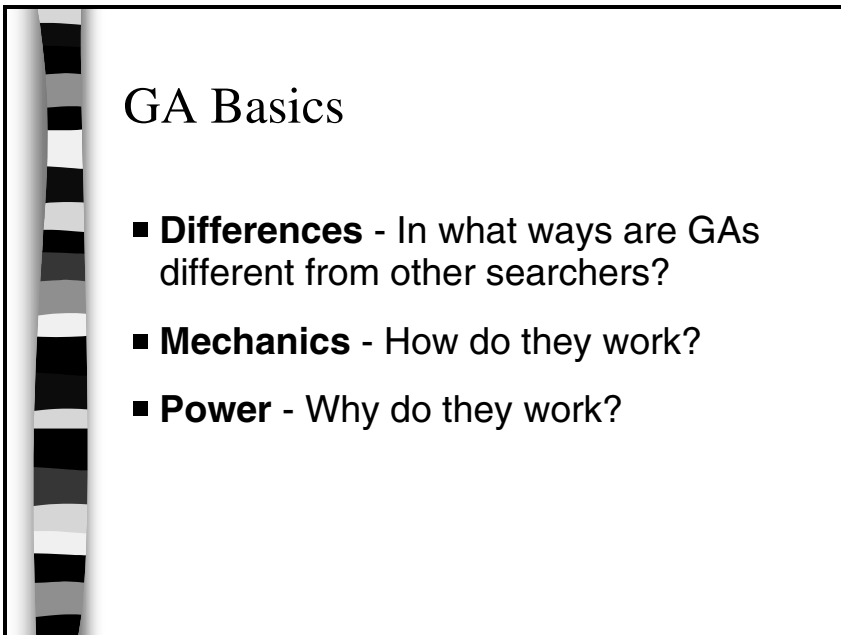 GA Basics
■ Differences - In what ways are GAs
different from other searchers?
■ Mechanics - How do they work?
■ Power - Why do they work?